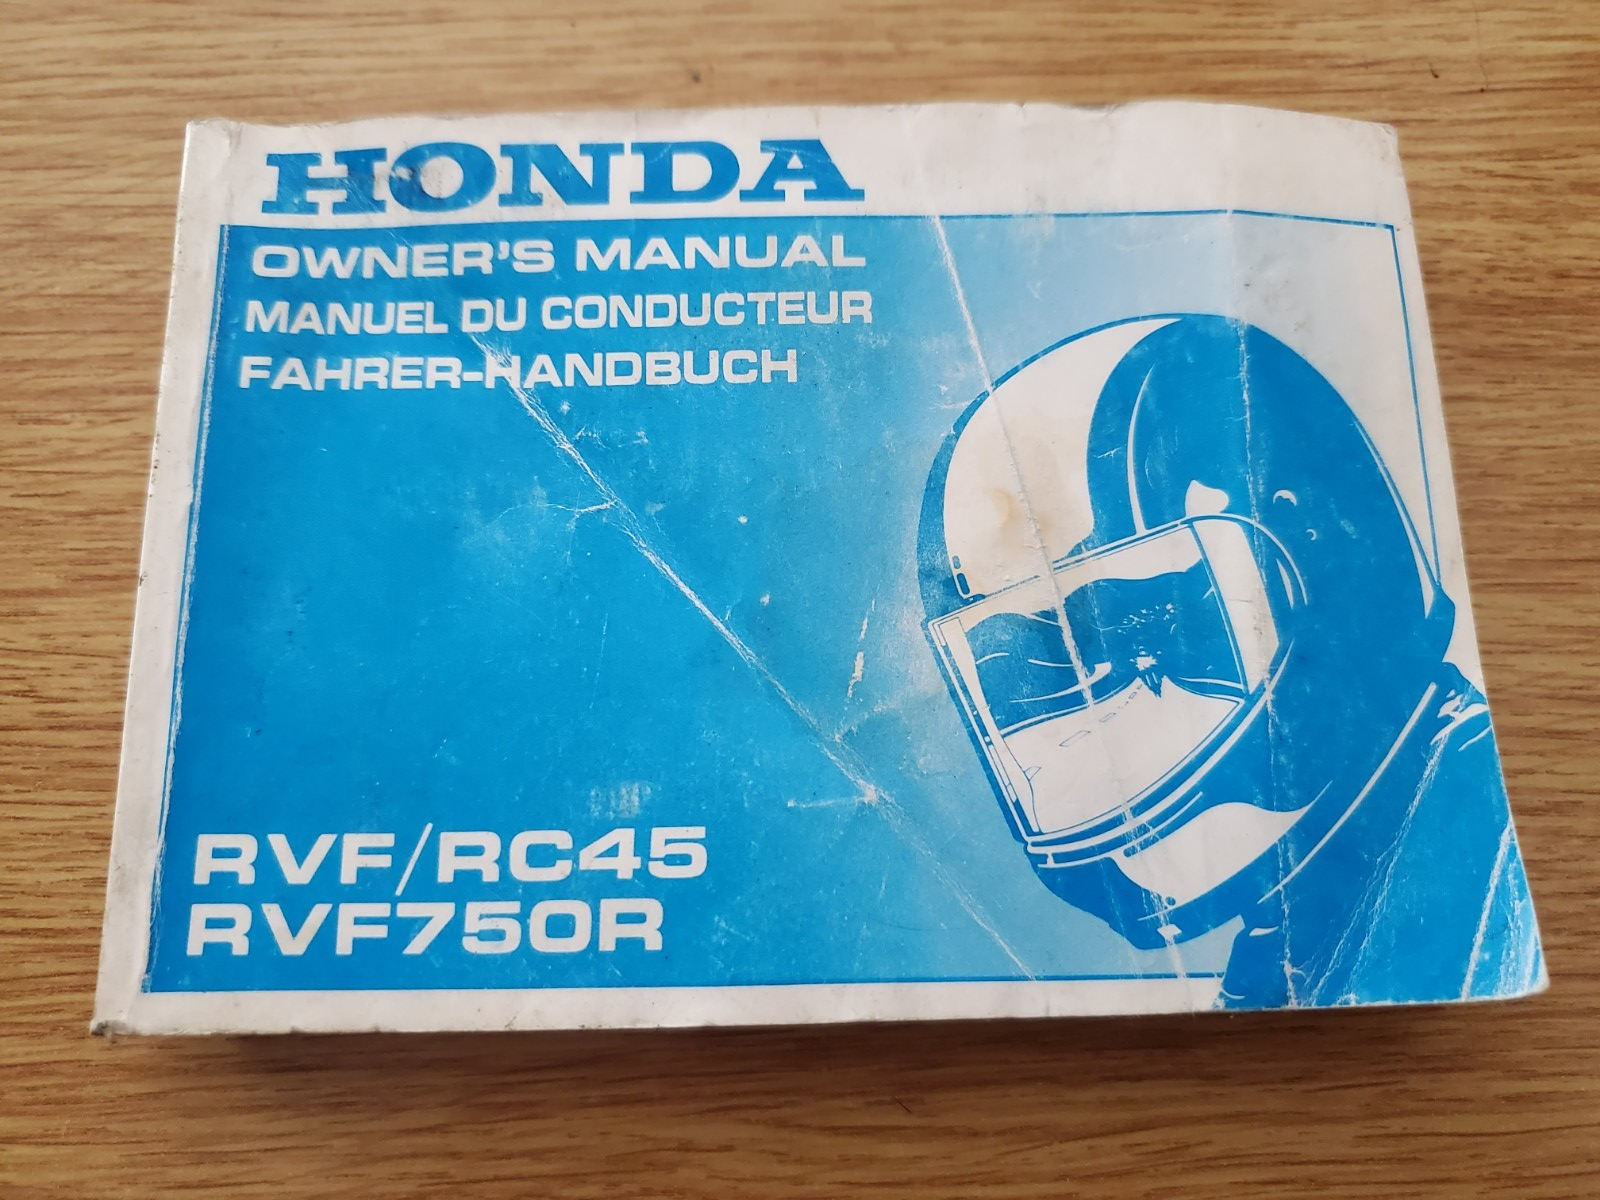 HONDA
OWNER'S MANUAL
MANUEL DU CONDUCTEUR
FAHRER-HANDBUCH
RVF/RC45
RVF750R